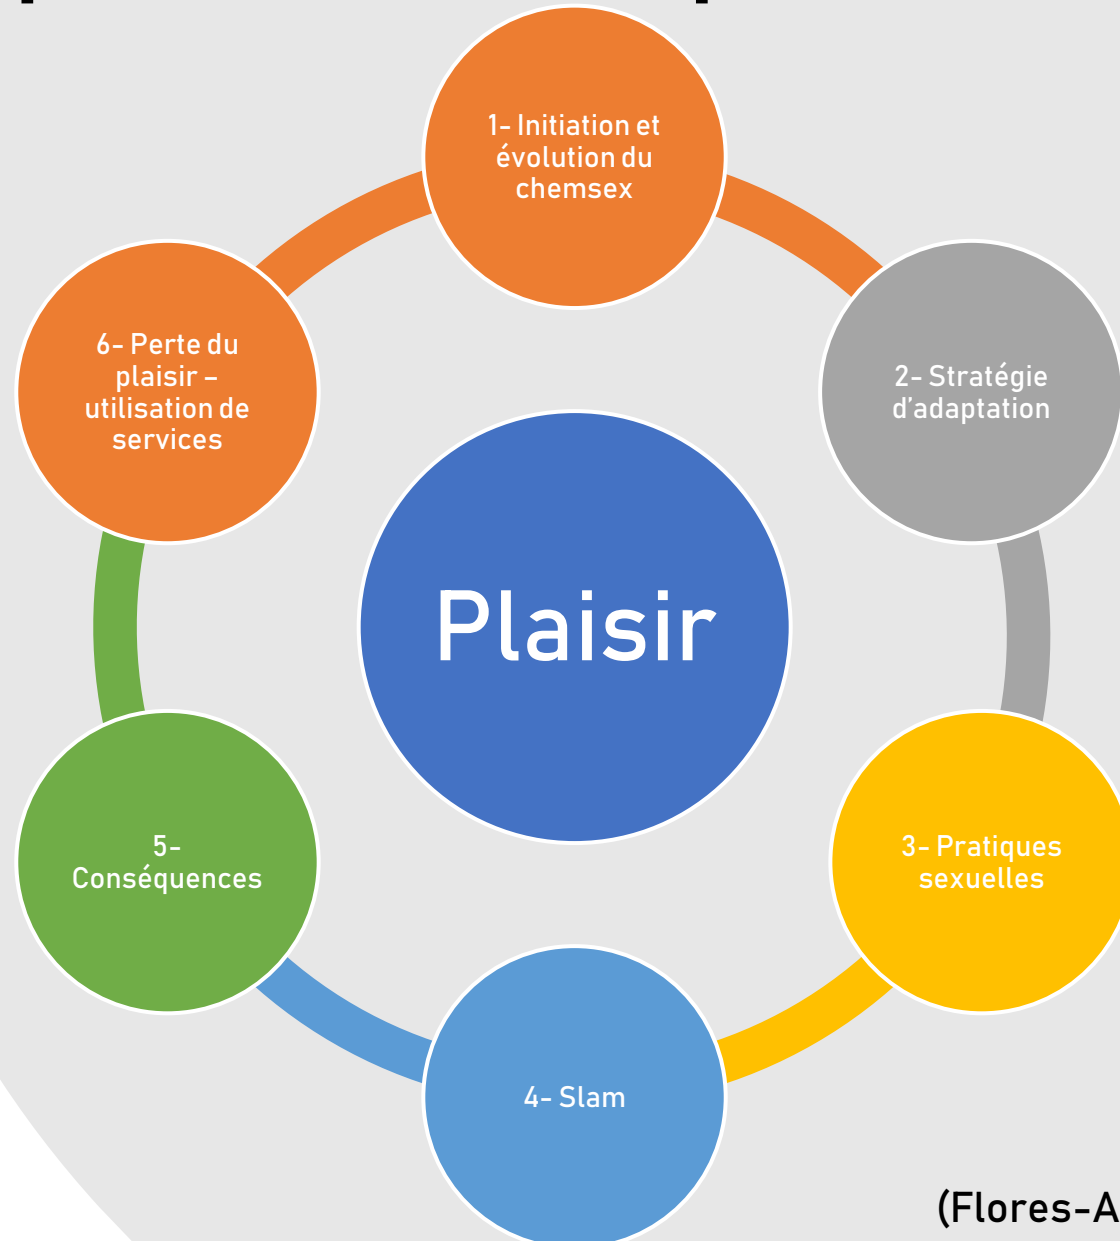 1- Initiation et
évolution du
chemsex
2- Stratégie
d'adaptation
3- Pratiques
sexuelles
4- Slam
5-
Conséquences
6- Perte du
plaisir –
utilisation de
services
Plaisir
(Flores-A